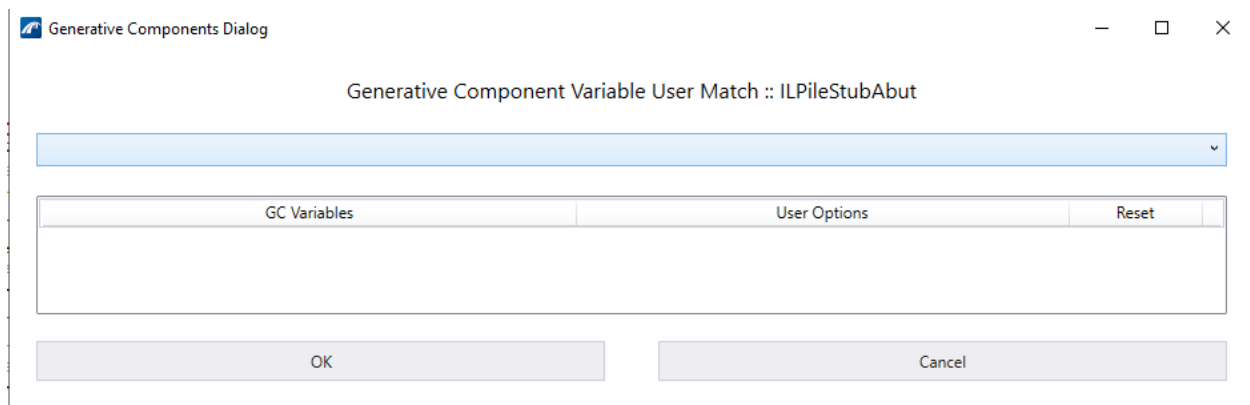 Generative Components Dialog
Generative Component Variable User Match :: ILPileStubAbut
GC Variables User Options Reset
OK Cancel